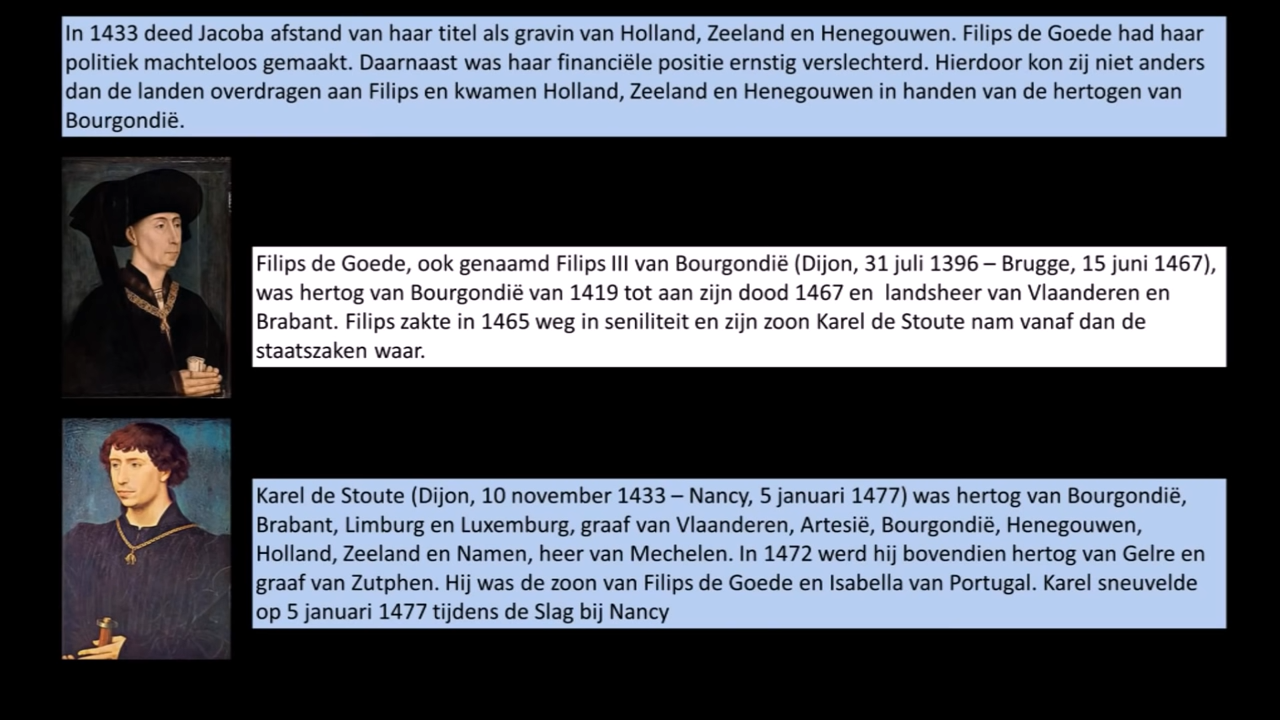 In 1433 deed Jacoba afstand van haar titel als gravin van Holland, Zeeland en Henegouwen. Filips de Goede had haar
politiek machteloos gemaakt. Daarnaast was haar financiële positie ernstig verslechterd. Hierdoor kon zij niet anders
dan de landen overdragen aan Filips en kwamen Holland, Zeeland en Henegouwen in handen van de hertogen van
Bourgondië.
Filips de Goede, ook genaamd Filips III van Bourgondië (Dijon, 31 juli 1396 – Brugge, 15 juni 1467),
was hertog van Bourgondië van 1419 tot aan zijn dood 1467 en  landsheer van Vlaanderen en
Brabant. Filips zakte in 1465 weg in seniliteit en zijn zoon Karel de Stoute nam vanaf dan de
staatszaken waar.
Karel de Stoute (Dijon, 10 november 1433 – Nancy, 5 januari 1477) was hertog van Bourgondië,
Brabant, Limburg en Luxemburg, graaf van Vlaanderen, Artesië, Bourgondië, Henegouwen,
Holland, Zeeland en Namen, heer van Mechelen. In 1472 werd hij bovendien hertog van Gelre en
graaf van Zutphen. Hij was de zoon van Filips de Goede en Isabella van Portugal. Karel sneuvelde
op 5 januari 1477 tijdens de Slag bij Nancy